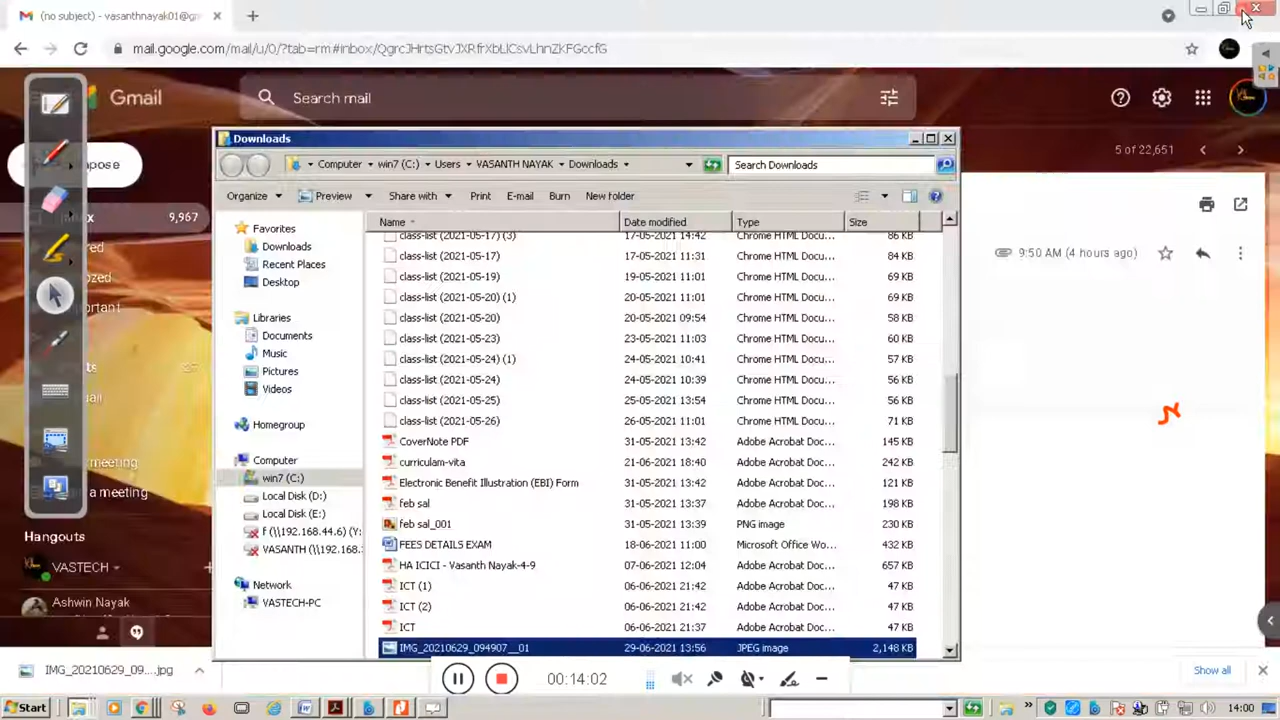 (no subject) - vasanthnayak01@gm
mail.google.com/mail/u/0/?tab=rm#inbox/QgrcJHrtsGtvJXRfrXbLlCSyvLhnZKFGccfG
Gmail
Search mail
5 of 22,651
9,967
9:50 AM (4 hours ago)
Downloads
Computer win7 (C:) Users VASANTH NAYAK Downloads
Search Downloads
Organize Preview Share with Print E-mail Burn New folder
Name Date modified Type Size
class-list (2021-05-17) (3) 17-05-2021 14:42 Chrome HTML Docu... 86 KB
class-list (2021-05-17) 17-05-2021 11:31 Chrome HTML Docu... 84 KB
class-list (2021-05-19) 19-05-2021 11:01 Chrome HTML Docu... 69 KB
class-list (2021-05-20) (1) 20-05-2021 11:01 Chrome HTML Docu... 69 KB
class-list (2021-05-20) 20-05-2021 09:54 Chrome HTML Docu... 58 KB
class-list (2021-05-23) 23-05-2021 11:03 Chrome HTML Docu... 60 KB
class-list (2021-05-24) (1) 24-05-2021 10:41 Chrome HTML Docu... 57 KB
class-list (2021-05-24) 24-05-2021 10:39 Chrome HTML Docu... 56 KB
class-list (2021-05-25) 25-05-2021 13:54 Chrome HTML Docu... 56 KB
class-list (2021-05-26) 26-05-2021 11:01 Chrome HTML Docu... 71 KB
CoverNote PDF 31-05-2021 13:42 Adobe Acrobat Doc... 145 KB
curriculam-vita 21-06-2021 18:40 Adobe Acrobat Doc... 242 KB
Electronic Benefit Illustration (EBI) Form 31-05-2021 13:42 Adobe Acrobat Doc... 121 KB
feb sal 31-05-2021 13:37 Adobe Acrobat Doc... 198 KB
feb sal_001 31-05-2021 13:39 PNG image 230 KB
FEES DETAILS EXAM 18-06-2021 11:00 Microsoft Office Wo... 432 KB
HA ICICI - Vasanth Nayak-4-9 07-06-2021 12:04 Adobe Acrobat Doc... 657 KB
ICT (1) 06-06-2021 21:42 Adobe Acrobat Doc... 47 KB
ICT (2) 06-06-2021 21:42 Adobe Acrobat Doc... 47 KB
ICT 06-06-2021 21:37 Adobe Acrobat Doc... 47 KB
IMG_20210629_094907__01 29-06-2021 13:56 JPEG image 2,148 KB
Favorites
Downloads
Recent Places
Desktop
Libraries
Documents
Music
Pictures
Videos
Homegroup
Computer
win7 (C:)
Local Disk (D:)
Local Disk (E:)
f (\\192.168.44.6) (Y:
VASANTH (\\192.168.
Network
VASTECH-PC
meeting
a meeting
Hangouts
VASTECH
Ashwin Nayak
IMG_20210629_09....jpg
00:14:02
Show all
Start
14:00